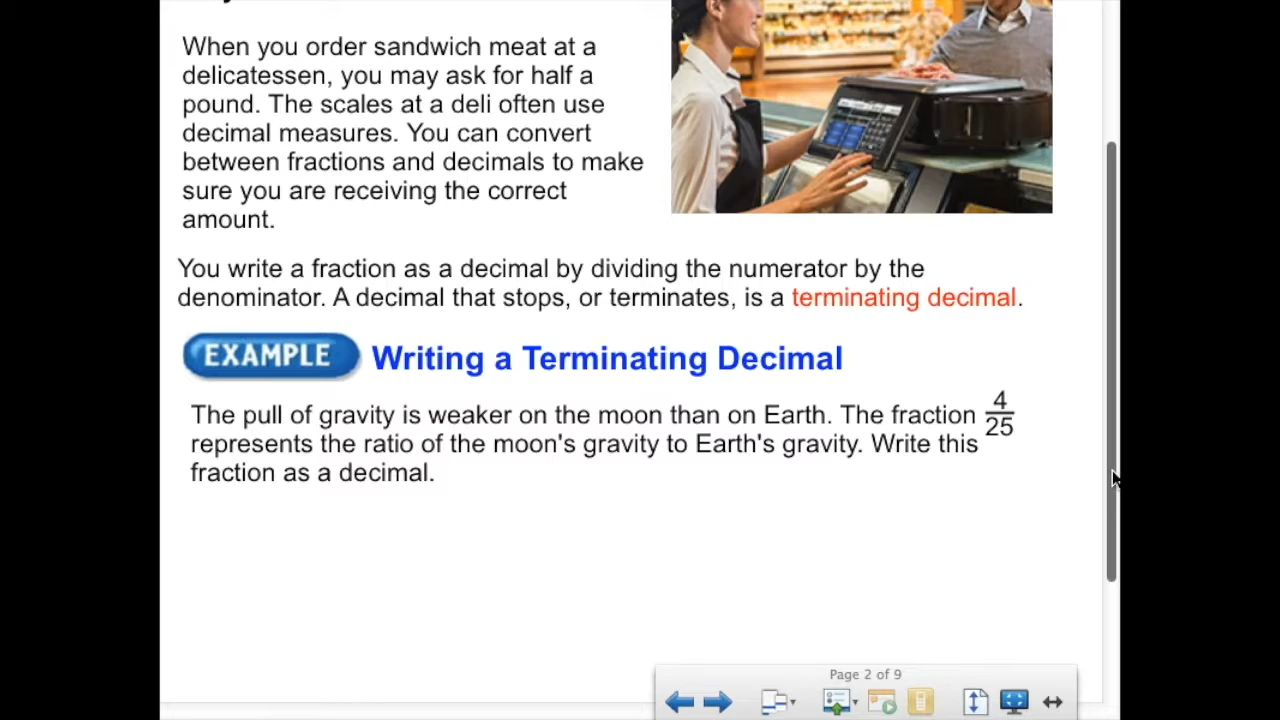 When you order sandwich meat at a
delicatessen, you may ask for half a
pound. The scales at a deli often use
decimal measures. You can convert
between fractions and decimals to make
sure you are receiving the correct
amount.
You write a fraction as a decimal by dividing the numerator by the
denominator. A decimal that stops, or terminates, is a terminating decimal.
EXAMPLE Writing a Terminating Decimal
The pull of gravity is weaker on the moon than on Earth. The fraction 4/25
represents the ratio of the moon's gravity to Earth's gravity. Write this
fraction as a decimal.
Page 2 of 9